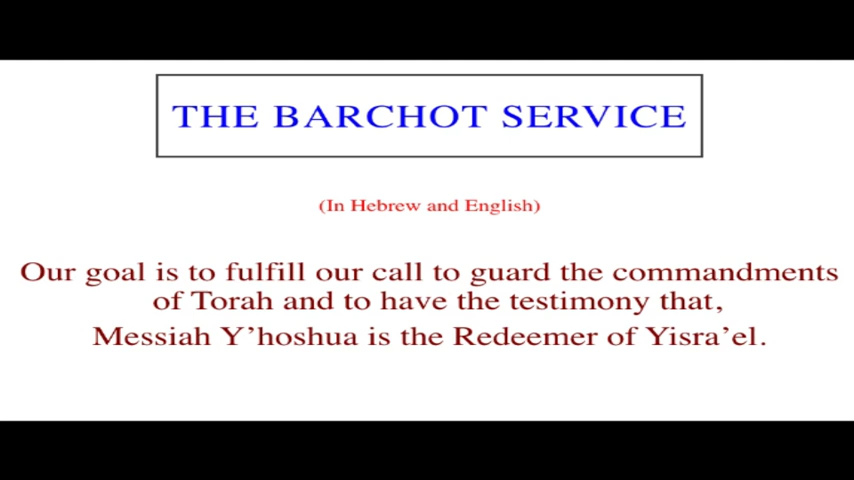 THE BARCHOT SERVICE
(In Hebrew and English)
Our goal is to fulfill our call to guard the commandments
of Torah and to have the testimony that,
Messiah Y’hoshua is the Redeemer of Yisra’el.